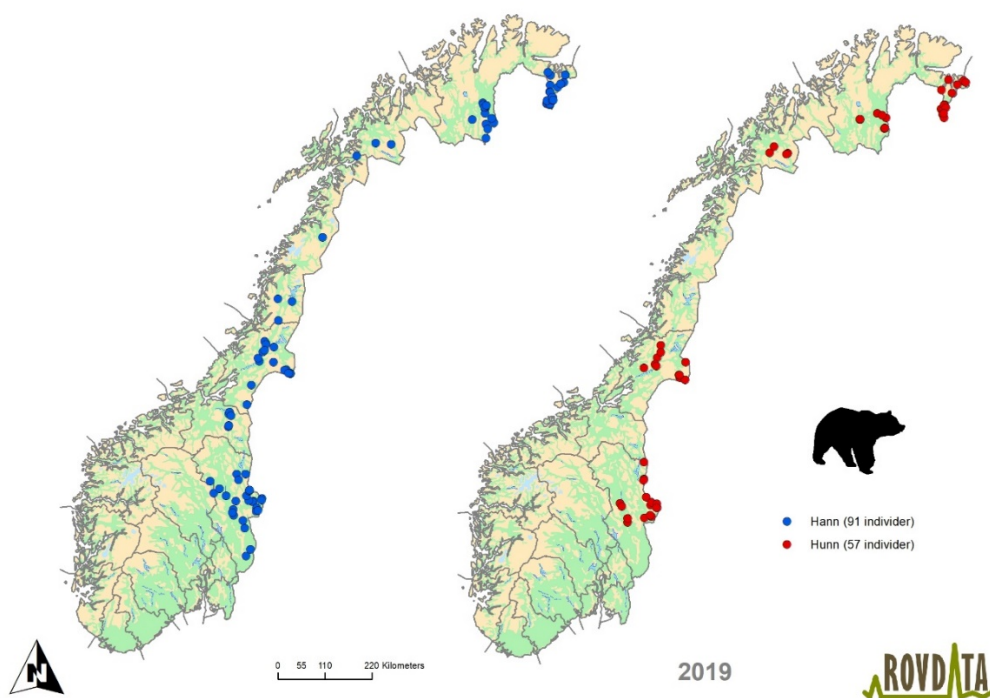 Hann (91 individer)
Hunn (57 individer)
N
0 55 110 220 Kilometers
2019
ROVDATA